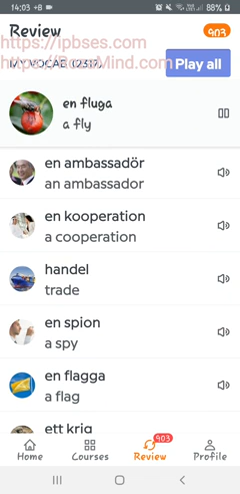 14:03 +B
88%
Review
903
https://ipbses.com
https://BookMind.com
MY VOCAB (2317)
Play all
en fluga
a fly
en ambassadör
an ambassador
en kooperation
a cooperation
handel
trade
en spion
a spy
en flagga
a flag
ett krig
903
Home
Courses
Review
Profile